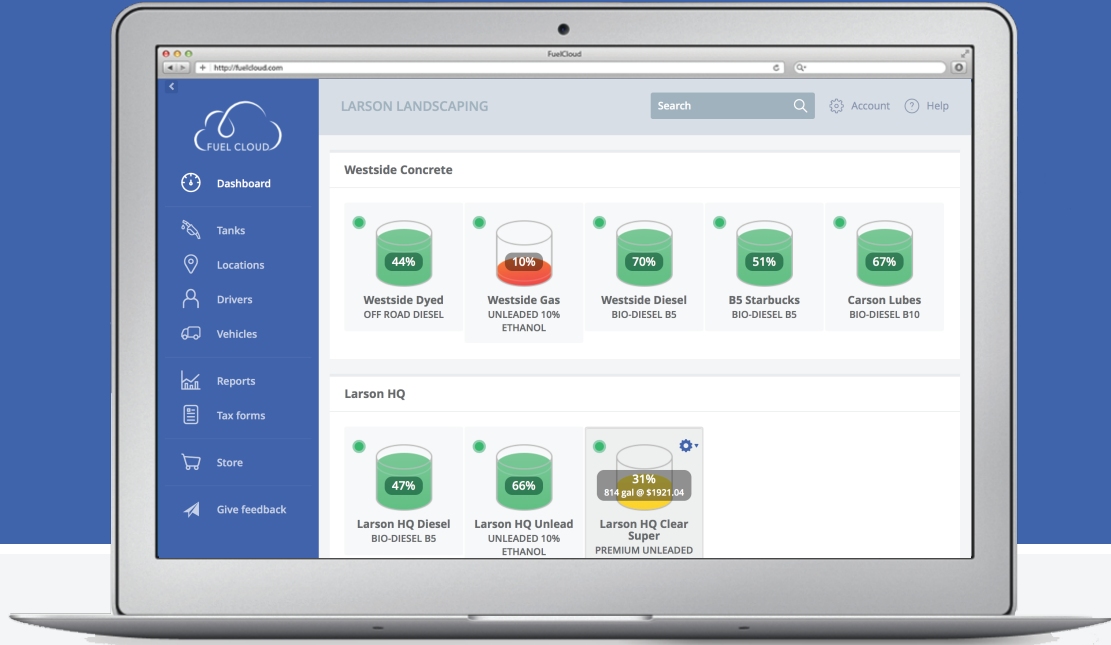 FuelCloud
http://fuelcloud.com
LARSON LANDSCAPING
Search
Account
Help
FUEL CLOUD
Dashboard
Tanks
Locations
Drivers
Vehicles
Reports
Tax forms
Store
Give feedback
Westside Concrete
44%
Westside Dyed
OFF ROAD DIESEL
10%
Westside Gas
UNLEADED 10%
ETHANOL
70%
Westside Diesel
BIO-DIESEL B5
51%
B5 Starbucks
BIO-DIESEL B5
67%
Carson Lubes
BIO-DIESEL B10
Larson HQ
47%
Larson HQ Diesel
BIO-DIESEL B5
66%
Larson HQ Unlead
UNLEADED 10%
ETHANOL
31%
814 gal @ $1921.04
Larson HQ Clear
Super
PREMIUM UNLEADED